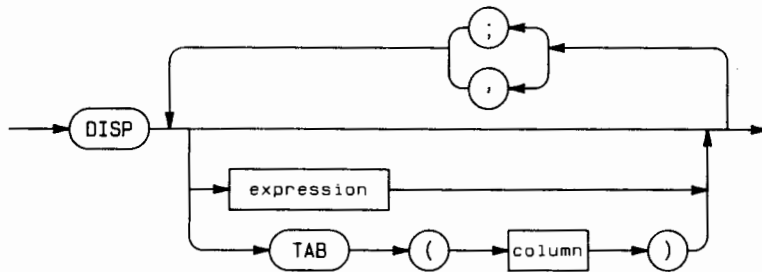 ;
,
DISP
expression
TAB ( column )